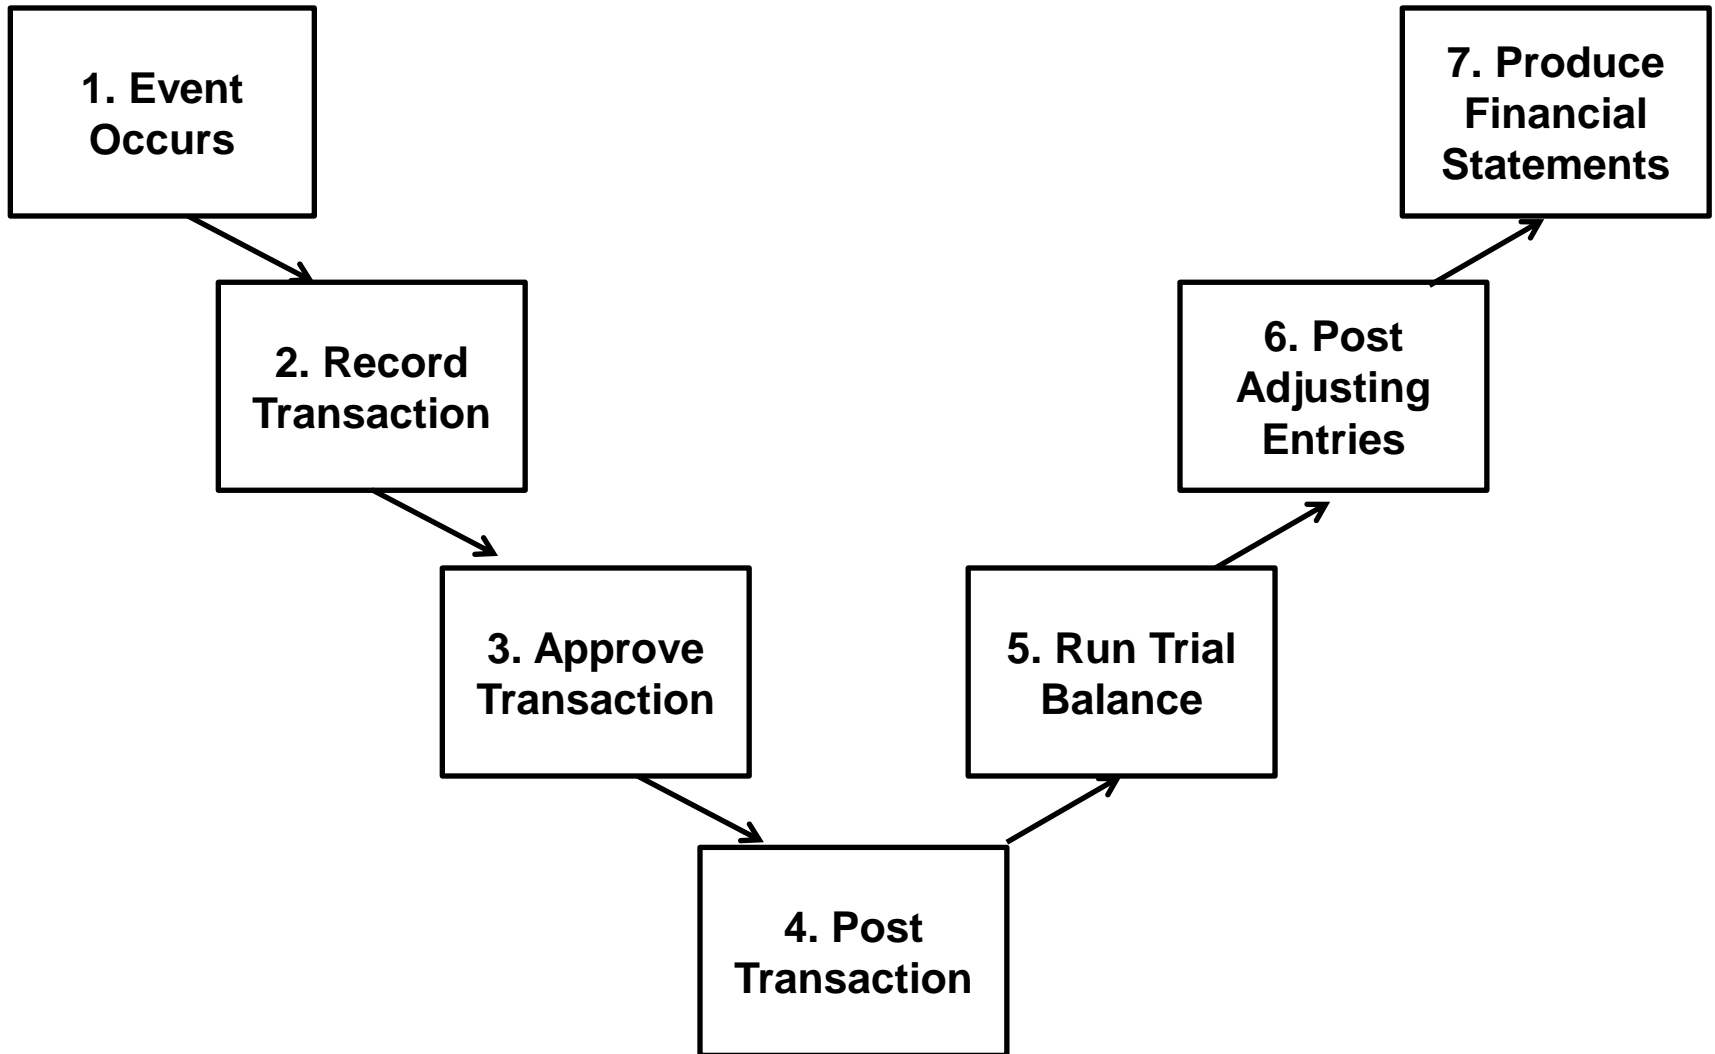 1. Event
Occurs
2. Record
Transaction
3. Approve
Transaction
4. Post
Transaction
5. Run Trial
Balance
6. Post
Adjusting
Entries
7. Produce
Financial
Statements